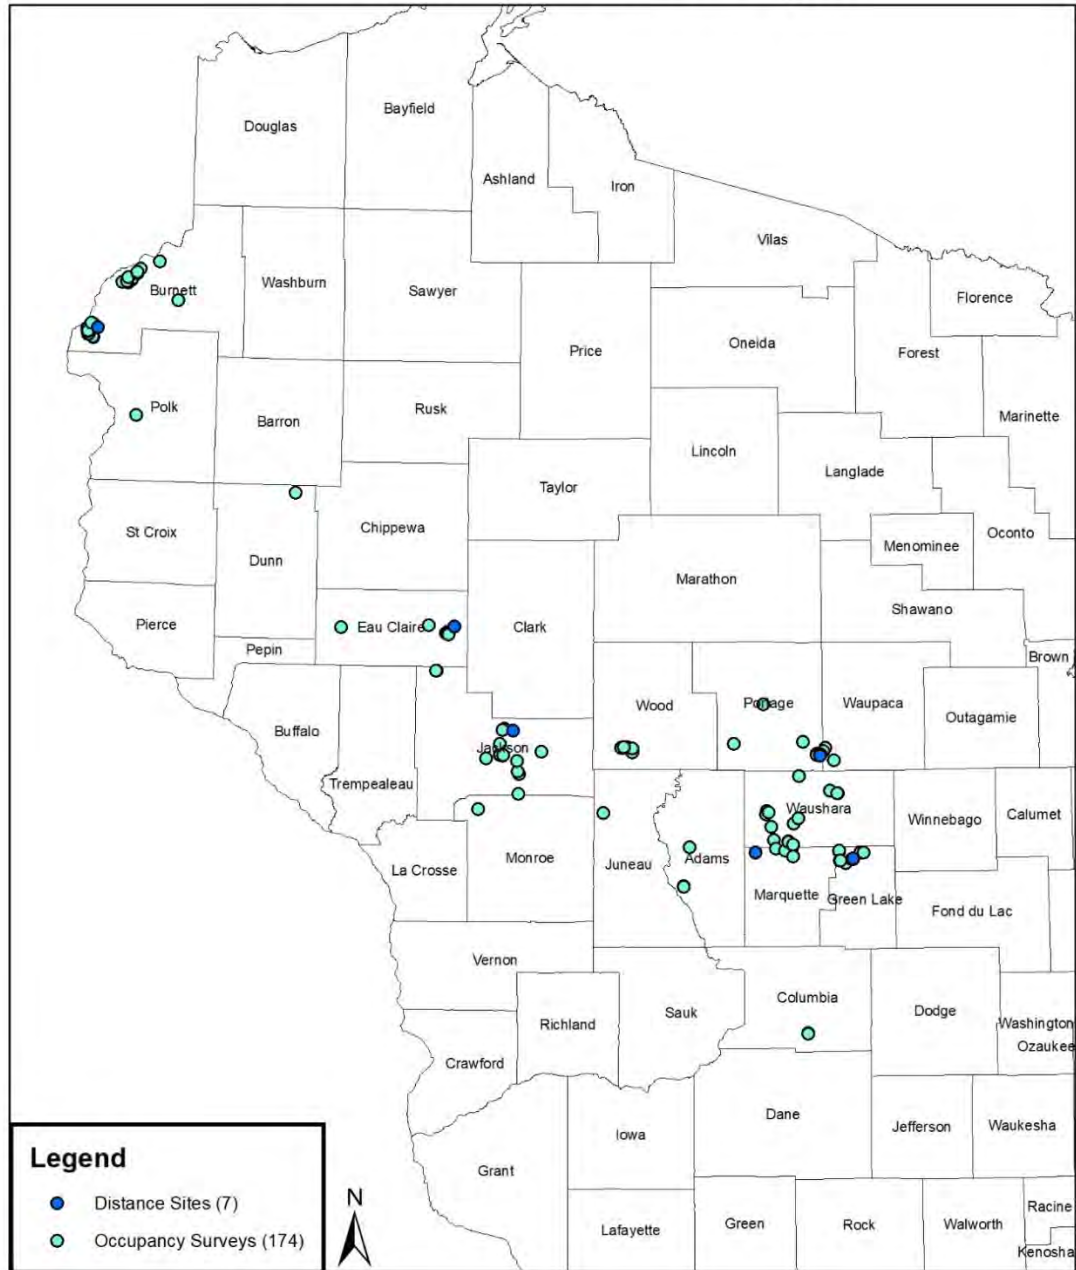 Bayfield
Douglas
Ashland
Iron
Vilas
Washburn
Sawyer
Burnett
Florence
Oneida
Price
Forest
Polk
Rusk
Barron
Marinette
Lincoln
Langlade
Taylor
Chippewa
St Croix
Oconto
Menominee
Dunn
Marathon
Shawano
Pierce
Eau Claire
Clark
Pepin
Brown
Portage
Waupaca
Wood
Outagamie
Buffalo
Jackson
Trempealeau
Waushara
Calumet
Winnebago
Monroe
Adams
Juneau
La Crosse
Marquette
Green Lake
Fond du Lac
Vernon
Columbia
Dodge
Sauk
Richland
Washington
Ozaukee
Crawford
Dane
Jefferson
Waukesha
Iowa
Grant
Racine
Green
Rock
Walworth
Lafayette
Kenosha
Legend
Distance Sites (7)
Occupancy Surveys (174)
N